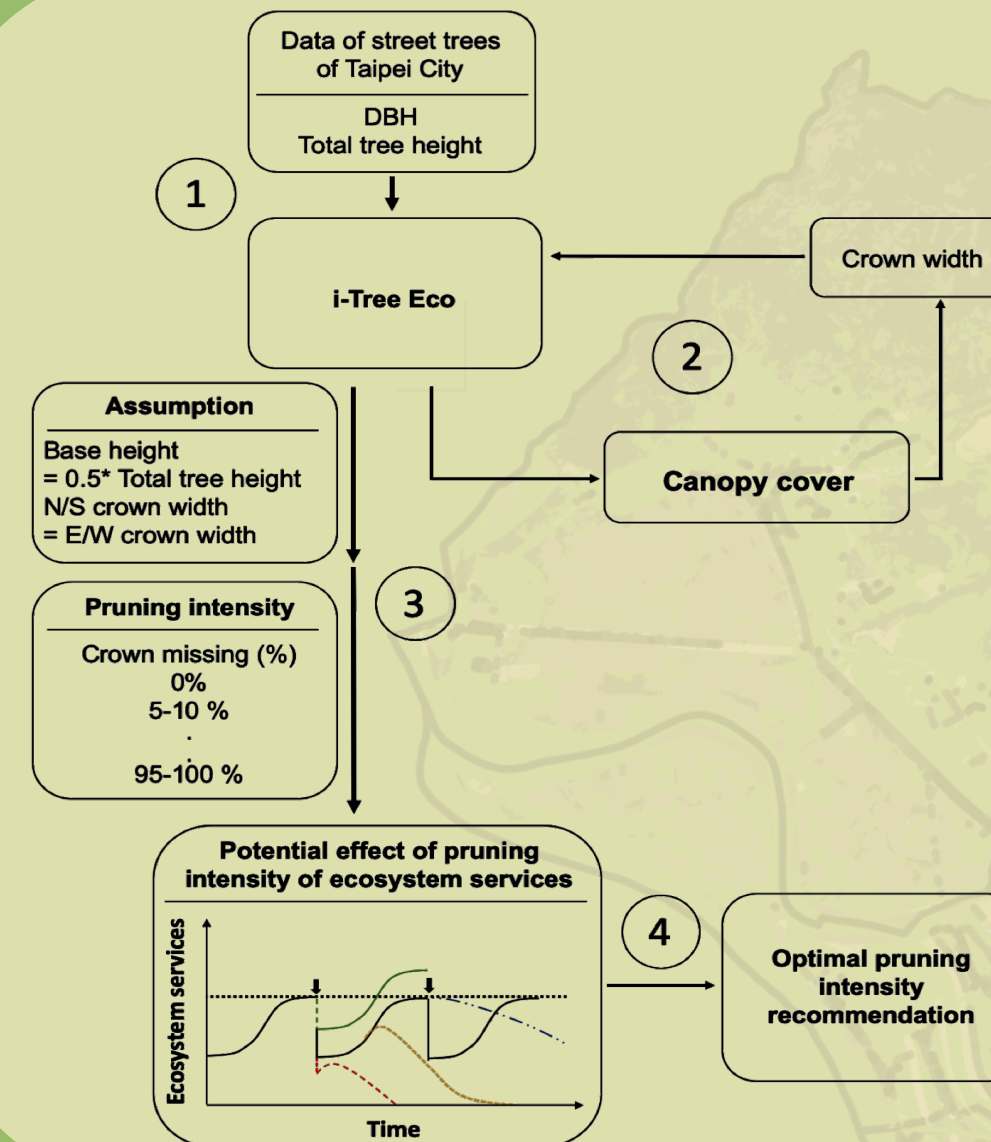 Data of street trees
of Taipei City
DBH
Total tree height
1
i-Tree Eco
Crown width
2
Canopy cover
Assumption
Base height
= 0.5* Total tree height
N/S crown width
= E/W crown width
3
Pruning intensity
Crown missing (%)
0%
5-10 %
.
.
95-100 %
Potential effect of pruning
intensity of ecosystem services
Ecosystem services
Time
4
Optimal pruning
intensity
recommendation